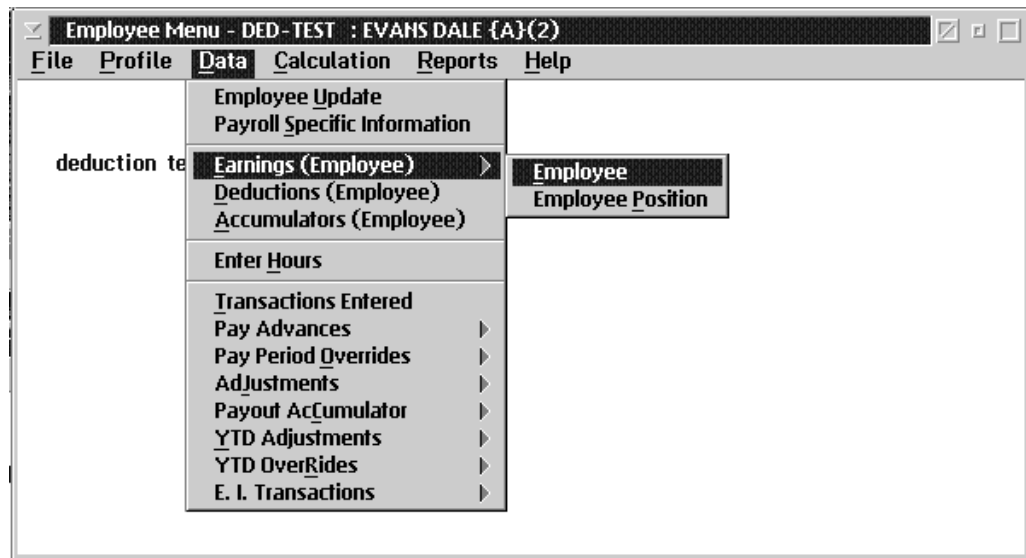 Employee Menu - DED-TEST : EVANS DALE {A}(2)
File Profile Data Calculation Reports Help
Employee Update
Payroll Specific Information
deduction te
Earnings (Employee)
Employee
Deductions (Employee)
Employee Position
Accumulators (Employee)
Enter Hours
Transactions Entered
Pay Advances
Pay Period Overrides
AdJustments
Payout AcCumulator
YTD Adjustments
YTD OverRides
E. I. Transactions